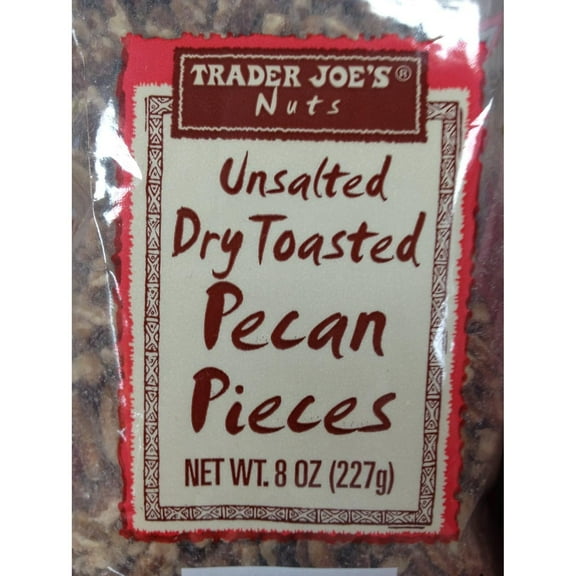 TRADER JOE'S®
Nuts
Unsalted
Dry Toasted
Pecan
Pieces
NET WT. 8 OZ (227g)